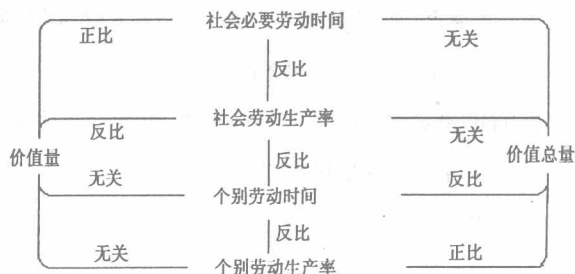 社会必要劳动时间
正比
无关
反比
社会劳动生产率
反比
无关
价值量
反比
价值总量
无关
反比
个别劳动时间
反比
无关
正比
个别劳动生产率